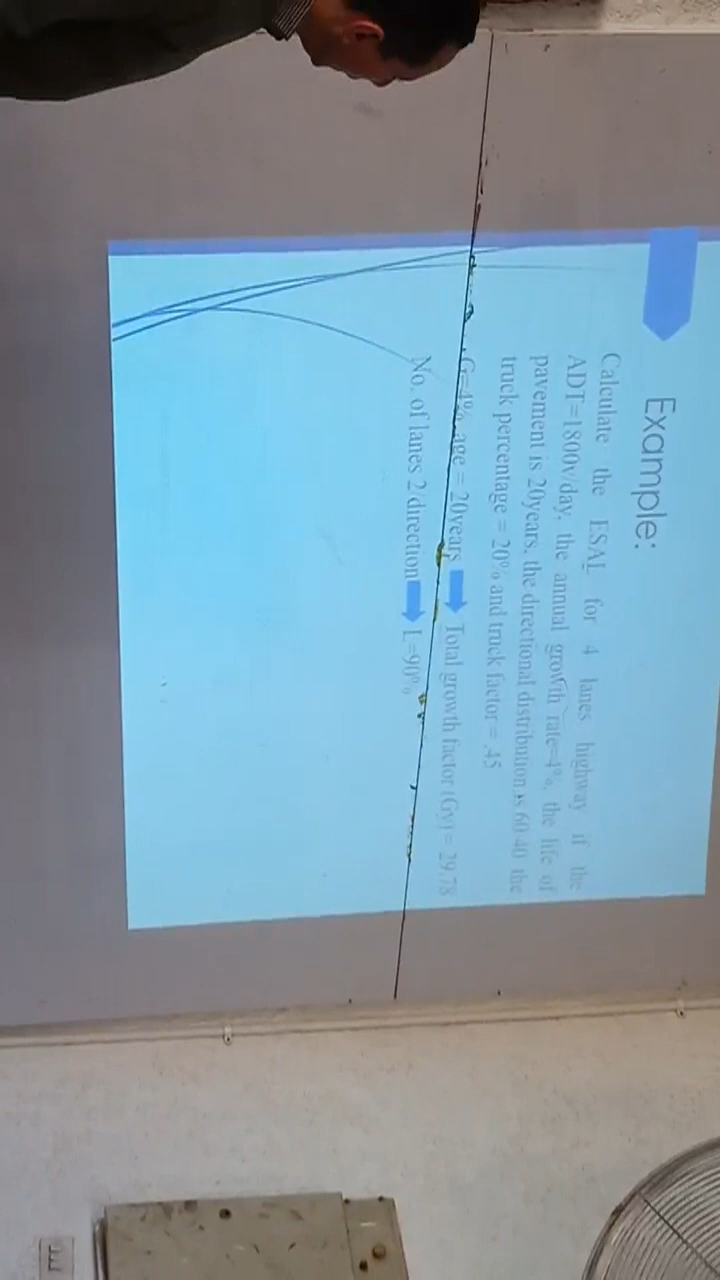 Example:
Calculate the ESAL for 4 lanes highway if the
ADT=1800v/day, the annual growth rate=4%, the life of
pavement is 20years, the directional distribution is 60-40 the
truck percentage = 20% and truck factor = .45
G=4% age = 20years Total growth factor (Gy) = 29.78
No. of lanes 2/direction L=90%